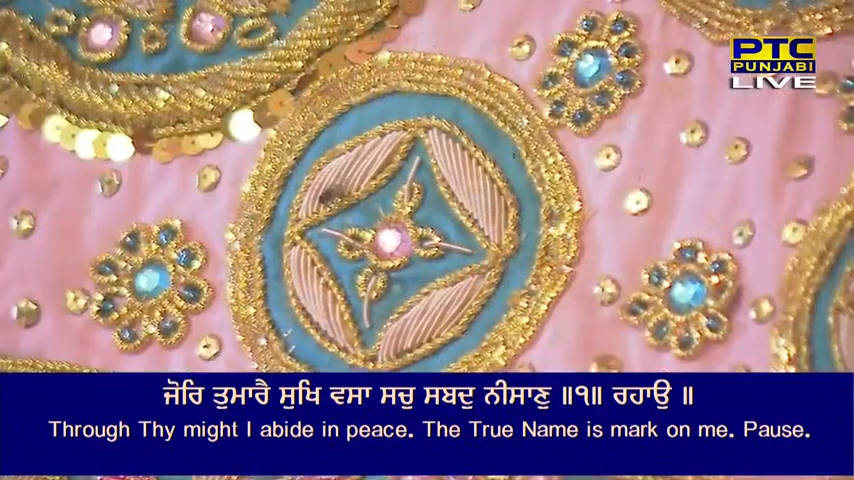 PTC
PUNJABI
LIVE
ਜੋਰਿ ਤੁਮਾਰੈ ਸੁਖਿ ਵਸਾ ਸਚੁ ਸਬਦੁ ਨੀਸਾਣੁ ॥੧॥ ਰਹਾਉ ॥
Through Thy might I abide in peace. The True Name is mark on me. Pause.